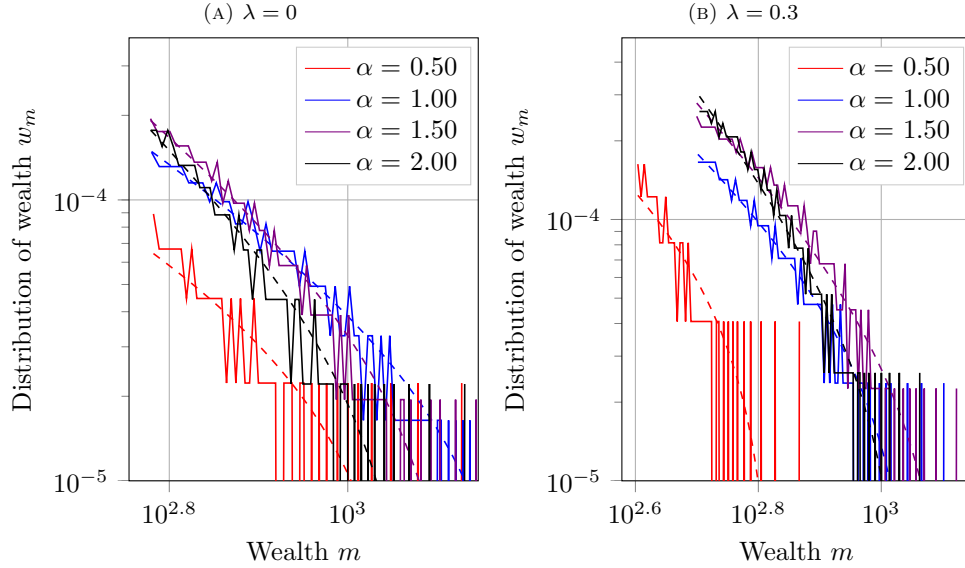 (A) λ = 0
(B) λ = 0.3
Distribution of wealth w_m
10^−4
10^−5
10^2.8
10^3
Wealth m
α = 0.50
α = 1.00
α = 1.50
α = 2.00
Distribution of wealth w_m
10^−4
10^−5
10^2.6
10^2.8
10^3
Wealth m
α = 0.50
α = 1.00
α = 1.50
α = 2.00